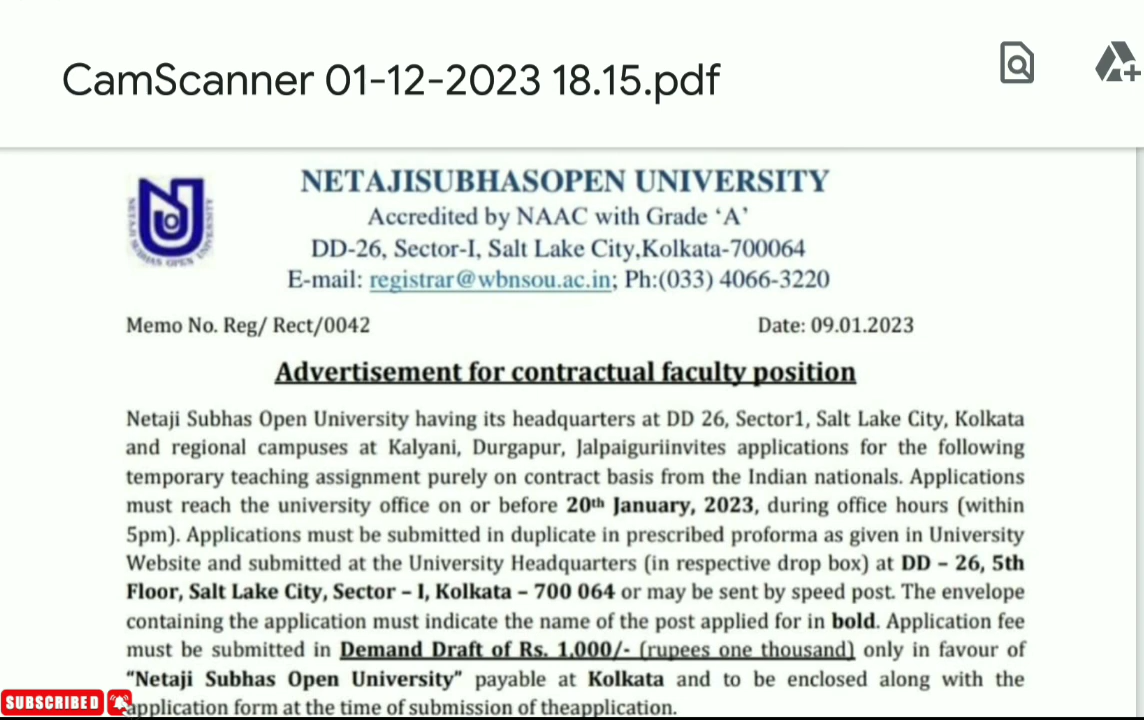 CamScanner 01-12-2023 18.15.pdf
NETAJISUBHASOPEN UNIVERSITY
Accredited by NAAC with Grade ‘A’
DD-26, Sector-I, Salt Lake City,Kolkata-700064
E-mail: registrar@wbnsou.ac.in; Ph:(033) 4066-3220
NETAJI SUBHAS OPEN UNIVERSITY
Memo No. Reg/ Rect/0042 Date: 09.01.2023
Advertisement for contractual faculty position
Netaji Subhas Open University having its headquarters at DD 26, Sector1, Salt Lake City, Kolkata
and regional campuses at Kalyani, Durgapur, Jalpaiguriinvites applications for the following
temporary teaching assignment purely on contract basis from the Indian nationals. Applications
must reach the university office on or before 20th January, 2023, during office hours (within
5pm). Applications must be submitted in duplicate in prescribed proforma as given in University
Website and submitted at the University Headquarters (in respective drop box) at DD – 26, 5th
Floor, Salt Lake City, Sector – I, Kolkata – 700 064 or may be sent by speed post. The envelope
containing the application must indicate the name of the post applied for in bold. Application fee
must be submitted in Demand Draft of Rs. 1,000/- (rupees one thousand) only in favour of
“Netaji Subhas Open University” payable at Kolkata and to be enclosed along with the
application form at the time of submission of theapplication.
SUBSCRIBED